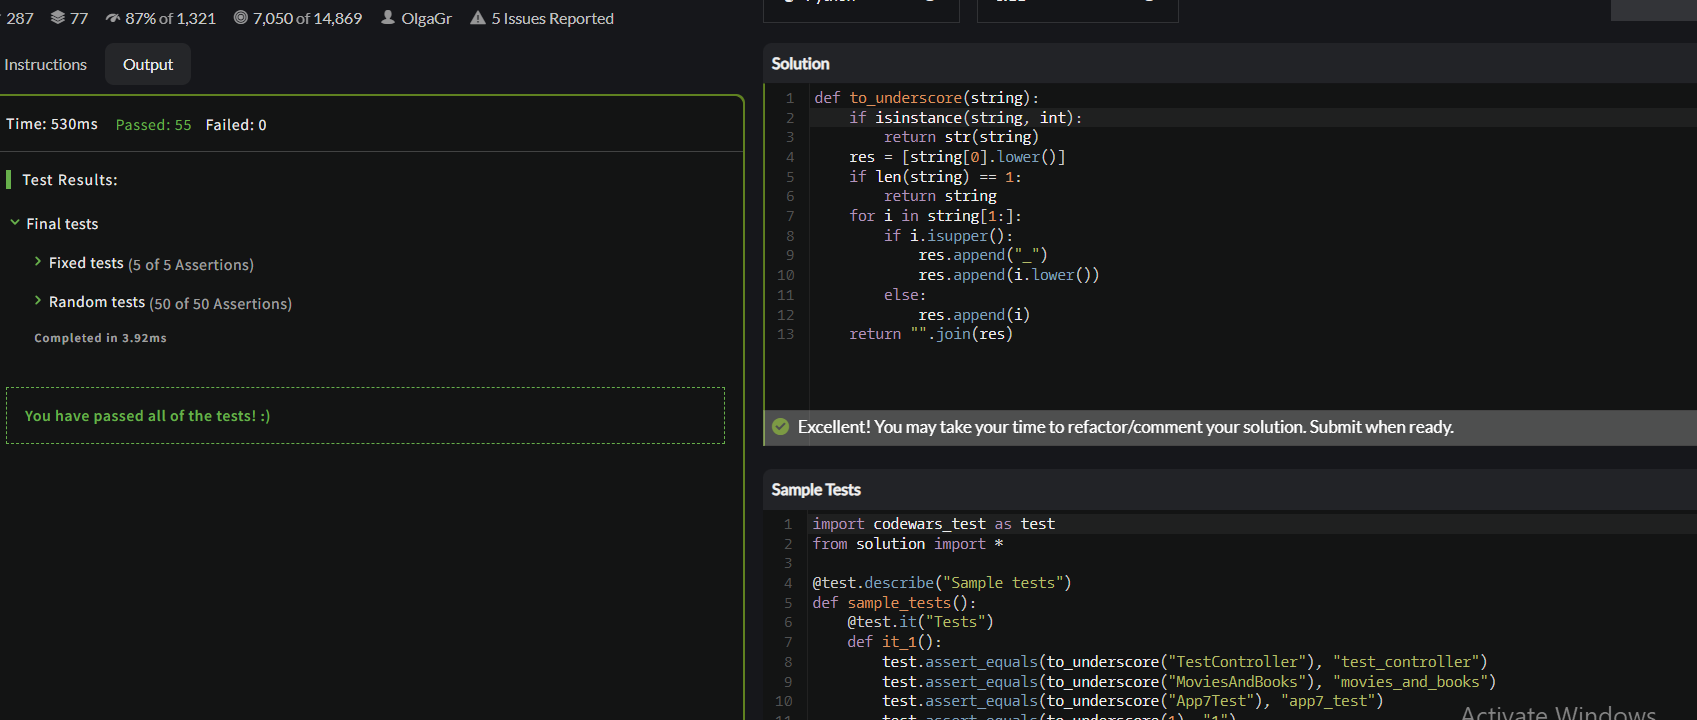 287 77 87% of 1,321 7,050 of 14,869 OlgaGr 5 Issues Reported
Instructions Output
Time: 530ms Passed: 55 Failed: 0
Test Results:
Final tests
Fixed tests (5 of 5 Assertions)
Random tests (50 of 50 Assertions)
Completed in 3.92ms
You have passed all of the tests! :)
Python
Solution
1 def to_underscore(string):
2     if isinstance(string, int):
3         return str(string)
4     res = [string[0].lower()]
5     if len(string) == 1:
6         return string
7     for i in string[1:]:
8         if i.isupper():
9             res.append("_")
10             res.append(i.lower())
11         else:
12             res.append(i)
13     return "".join(res)
Excellent! You may take your time to refactor/comment your solution. Submit when ready.
Sample Tests
1 import codewars_test as test
2 from solution import *
3
4 @test.describe("Sample tests")
5 def sample_tests():
6     @test.it("Tests")
7     def it_1():
8         test.assert_equals(to_underscore("TestController"), "test_controller")
9         test.assert_equals(to_underscore("MoviesAndBooks"), "movies_and_books")
10         test.assert_equals(to_underscore("App7Test"), "app7_test")
11         test.assert_equals(to_underscore(1), "1")
Activate Windows